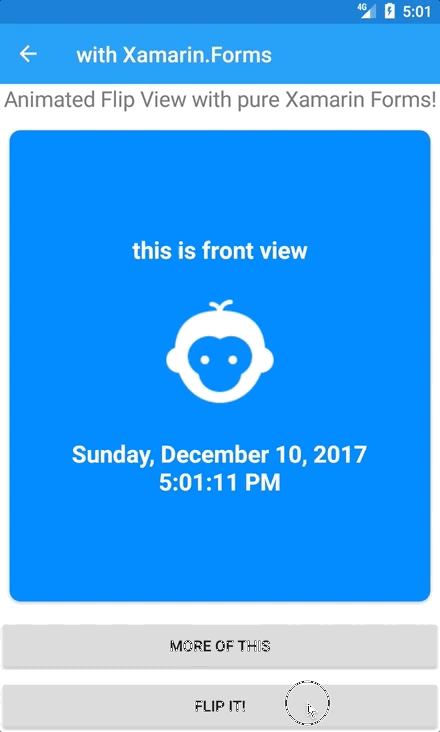 4G 5:01
with Xamarin.Forms
Animated Flip View with pure Xamarin Forms!
this is front view
Sunday, December 10, 2017
5:01:11 PM
MORE OF THIS
FLIP IT!